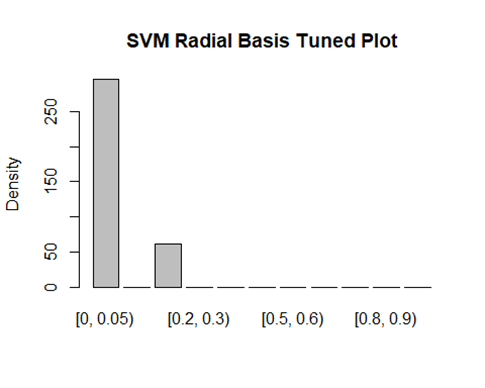 SVM Radial Basis Tuned Plot
Density
250
150
50
0
[0, 0.05) [0.2, 0.3) [0.5, 0.6) [0.8, 0.9)